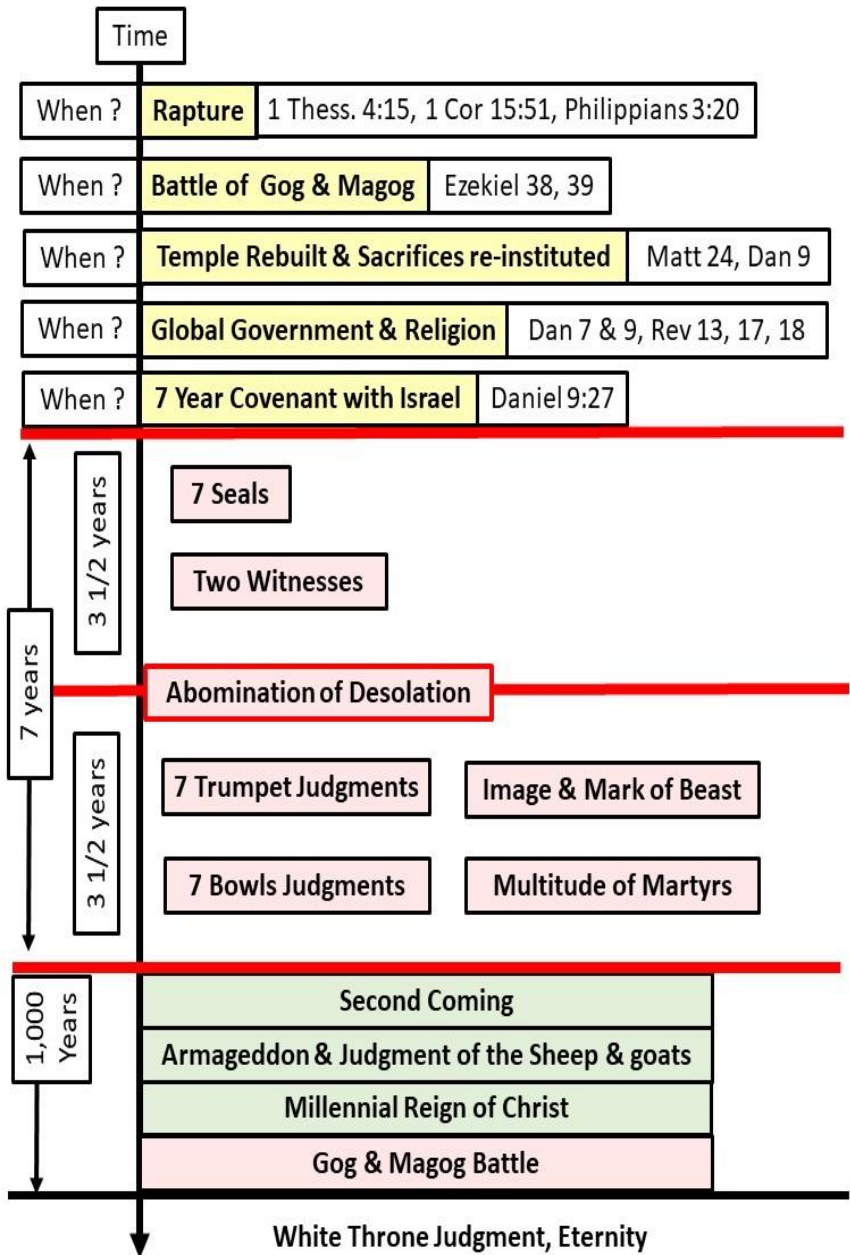 Time
When ? Rapture 1 Thess. 4:15, 1 Cor 15:51, Philippians 3:20
When ? Battle of Gog & Magog Ezekiel 38, 39
When ? Temple Rebuilt & Sacrifices re-instituted Matt 24, Dan 9
When ? Global Government & Religion Dan 7 & 9, Rev 13, 17, 18
When ? 7 Year Covenant with Israel Daniel 9:27
7 years
3 1/2 years
7 Seals
Two Witnesses
Abomination of Desolation
3 1/2 years
7 Trumpet Judgments Image & Mark of Beast
7 Bowls Judgments Multitude of Martyrs
1,000
Years
Second Coming
Armageddon & Judgment of the Sheep & goats
Millennial Reign of Christ
Gog & Magog Battle
White Throne Judgment, Eternity